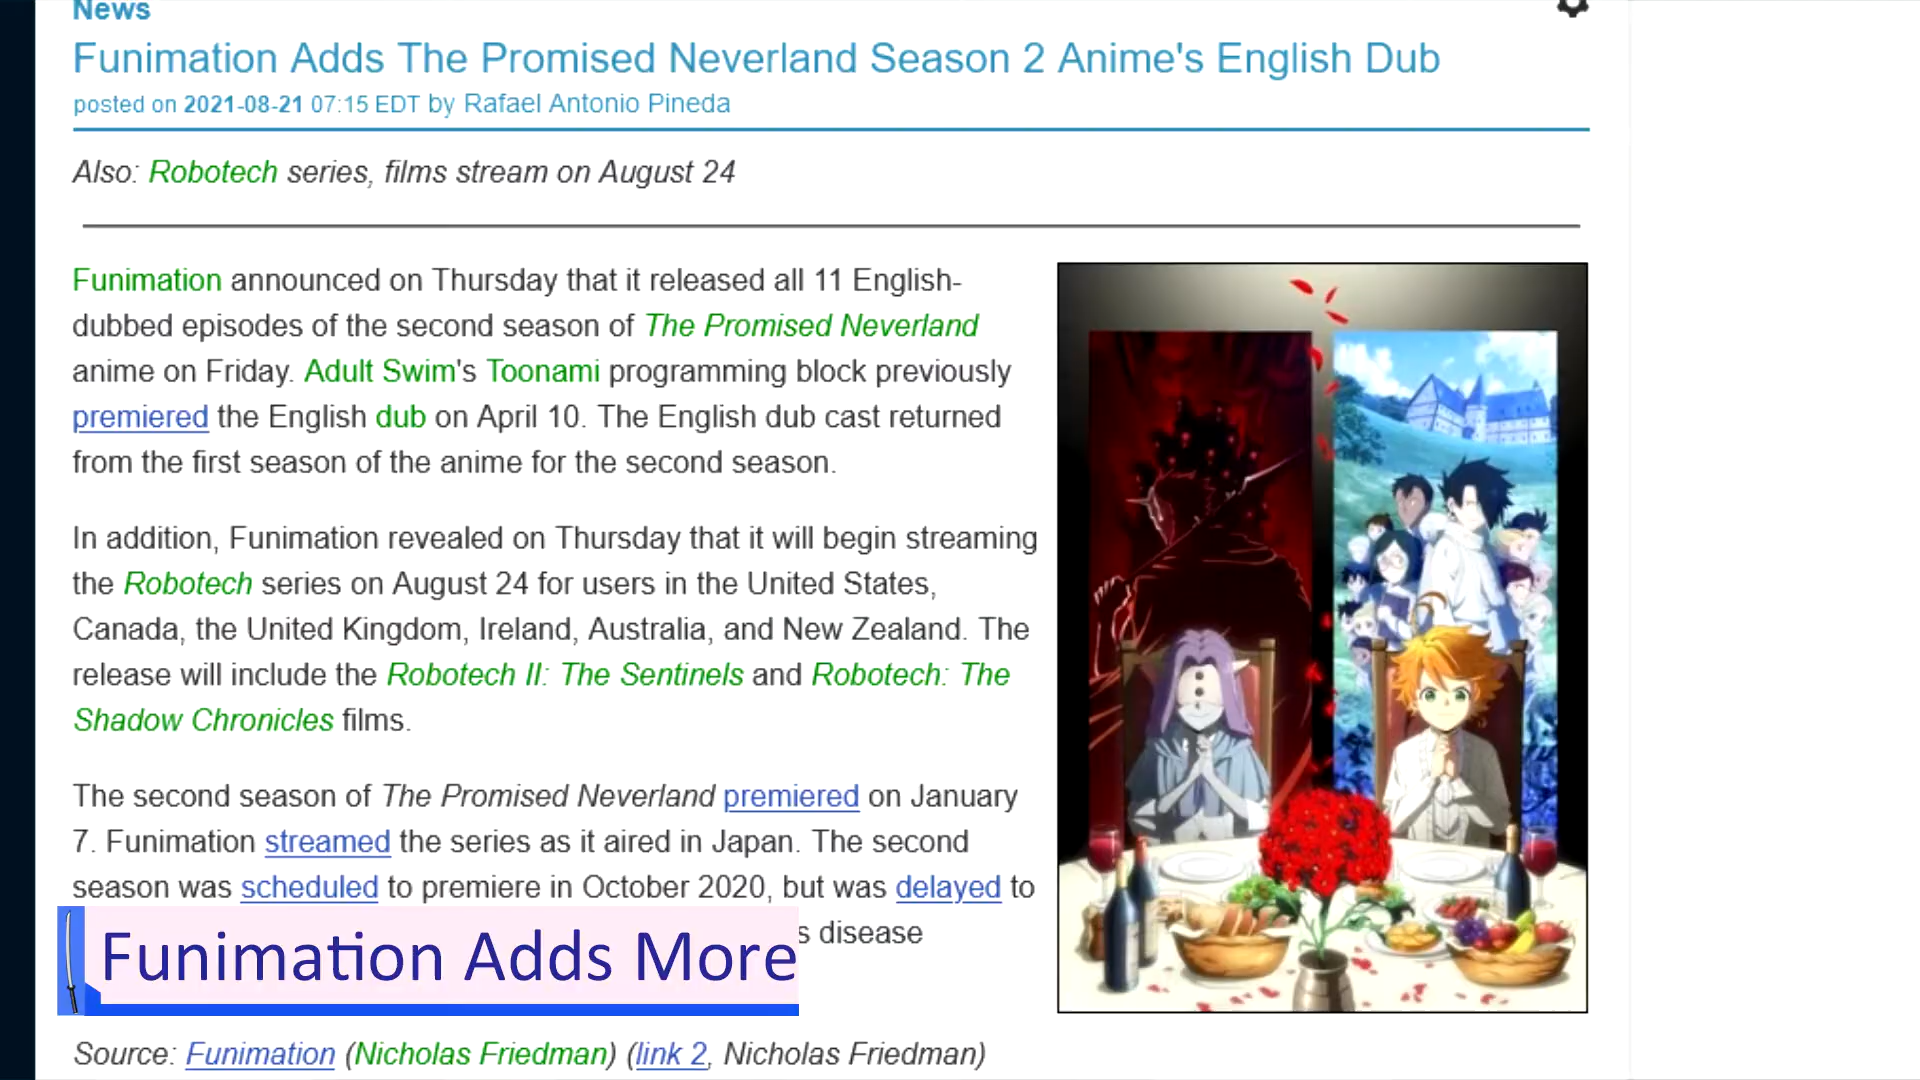 News
Funimation Adds The Promised Neverland Season 2 Anime's English Dub
posted on 2021-08-21 07:15 EDT by Rafael Antonio Pineda
Also: Robotech series, films stream on August 24
Funimation announced on Thursday that it released all 11 English-
dubbed episodes of the second season of The Promised Neverland
anime on Friday. Adult Swim's Toonami programming block previously
premiered the English dub on April 10. The English dub cast returned
from the first season of the anime for the second season.
In addition, Funimation revealed on Thursday that it will begin streaming
the Robotech series on August 24 for users in the United States,
Canada, the United Kingdom, Ireland, Australia, and New Zealand. The
release will include the Robotech II: The Sentinels and Robotech: The
Shadow Chronicles films.
The second season of The Promised Neverland premiered on January
7. Funimation streamed the series as it aired in Japan. The second
season was scheduled to premiere in October 2020, but was delayed to
s disease
Funimation Adds More
Source: Funimation (Nicholas Friedman) (link 2, Nicholas Friedman)